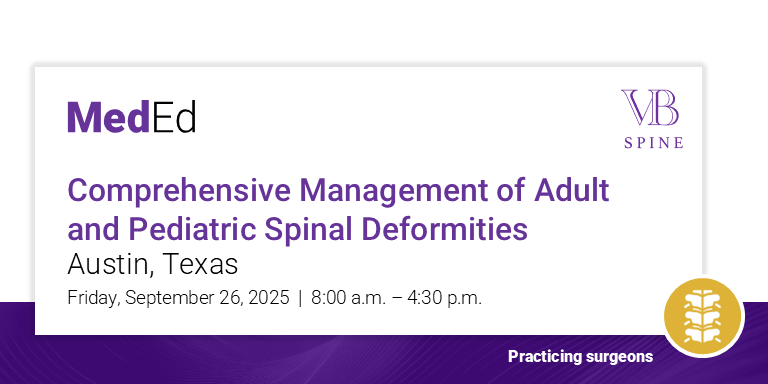 MedEd
VB
SPINE
Comprehensive Management of Adult
and Pediatric Spinal Deformities
Austin, Texas
Friday, September 26, 2025 | 8:00 a.m. – 4:30 p.m.
Practicing surgeons